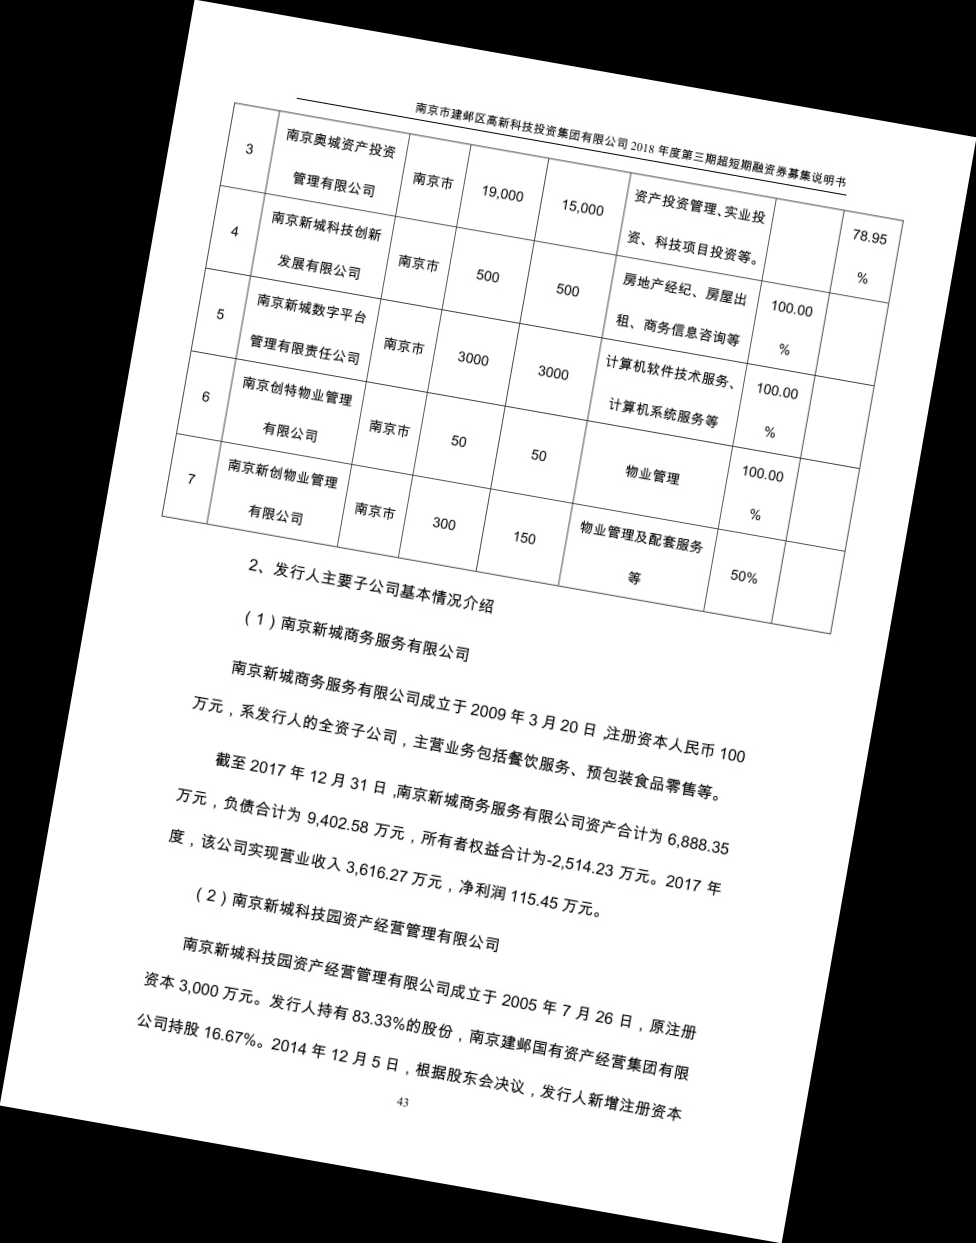 南京市建邺区高新科技投资集团有限公司 2018 年度第三期超短期融资券募集说明书
3 南京奥城资产投资管理有限公司 南京市 19,000 15,000 资产投资管理、实业投资、科技项目投资等。 78.95%
4 南京新城科技创新发展有限公司 南京市 500 500 房地产经纪、房屋出租、商务信息咨询等 100.00%
5 南京新城数字平台管理有限责任公司 南京市 3000 3000 计算机软件技术服务、计算机系统服务等 100.00%
6 南京创特物业管理有限公司 南京市 50 50 物业管理 100.00%
7 南京新创物业管理有限公司 南京市 300 150 物业管理及配套服务等 50%
2、发行人主要子公司基本情况介绍
（1）南京新城商务服务有限公司
南京新城商务服务有限公司成立于 2009 年 3 月 20 日，注册资本人民币 100
万元，系发行人的全资子公司，主营业务包括餐饮服务、预包装食品零售等。
截至 2017 年 12 月 31 日，南京新城商务服务有限公司资产合计为 6,888.35
万元，负债合计为 9,402.58 万元，所有者权益合计为-2,514.23 万元。2017 年
度，该公司实现营业收入 3,616.27 万元，净利润 115.45 万元。
（2）南京新城科技园资产经营管理有限公司
南京新城科技园资产经营管理有限公司成立于 2005 年 7 月 26 日，原注册
资本 3,000 万元。发行人持有 83.33%的股份，南京建邺国有资产经营集团有限
公司持股 16.67%。2014 年 12 月 5 日，根据股东会决议，发行人新增注册资本
43